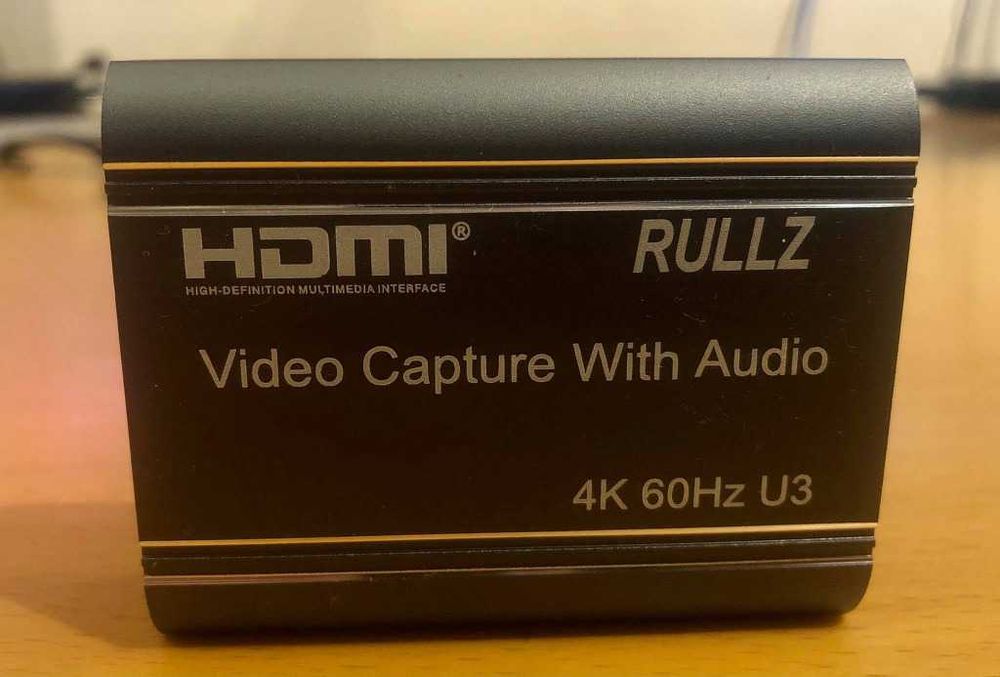 HDMI® RULLZ
HIGH-DEFINITION MULTIMEDIA INTERFACE
Video Capture With Audio
4K 60Hz U3